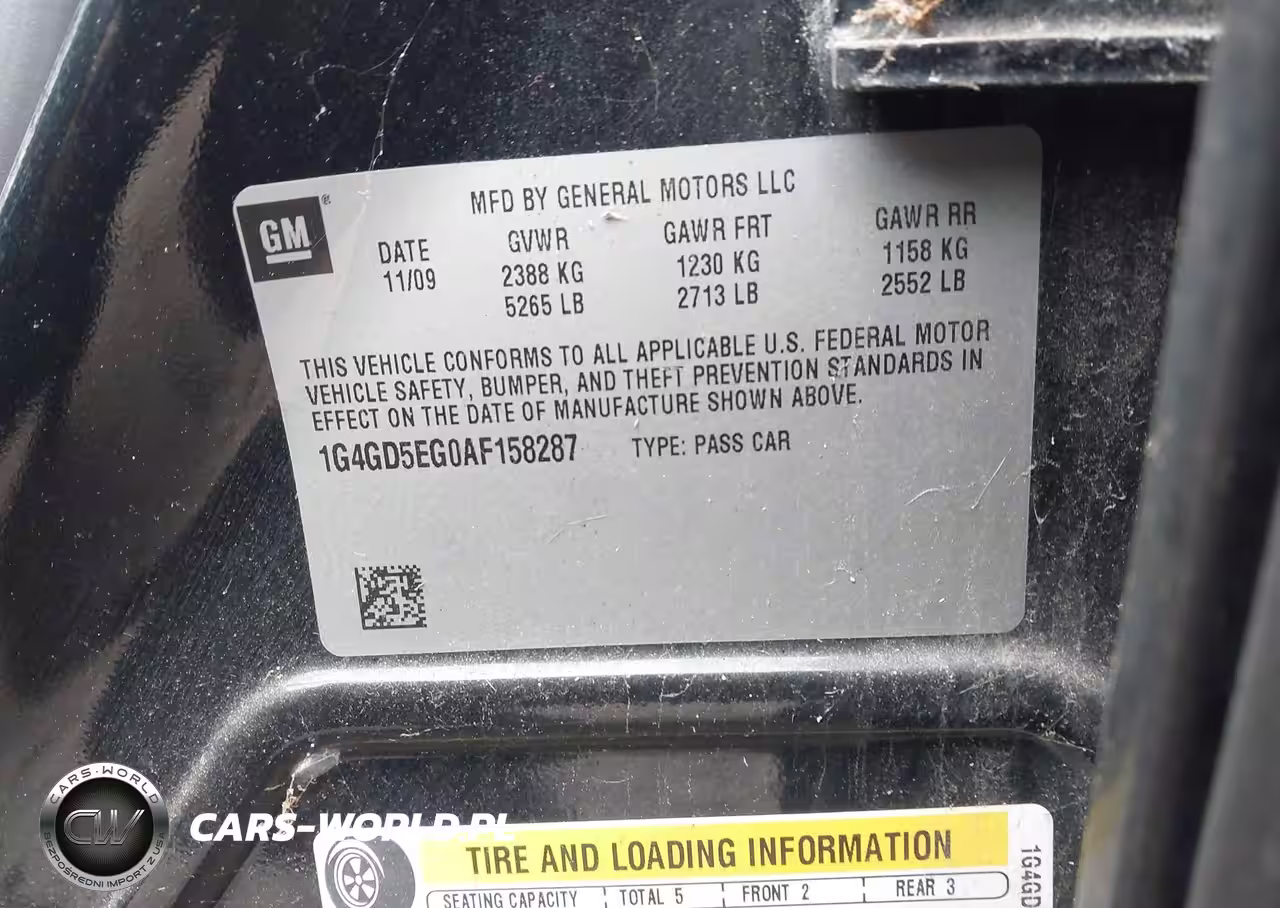 GM®
MFD BY GENERAL MOTORS LLC
DATE GVWR GAWR FRT GAWR RR
11/09 2388 KG 1230 KG 1158 KG
5265 LB 2713 LB 2552 LB
THIS VEHICLE CONFORMS TO ALL APPLICABLE U.S. FEDERAL MOTOR
VEHICLE SAFETY, BUMPER, AND THEFT PREVENTION STANDARDS IN
EFFECT ON THE DATE OF MANUFACTURE SHOWN ABOVE.
1G4GD5EG0AF158287 TYPE: PASS CAR
CARS-WORLD
CW
BEZPOŚREDNI IMPORT Z USA
CARS-WORLD.PL
TIRE AND LOADING INFORMATION
SEATING CAPACITY TOTAL 5 FRONT 2 REAR 3
1G4GD